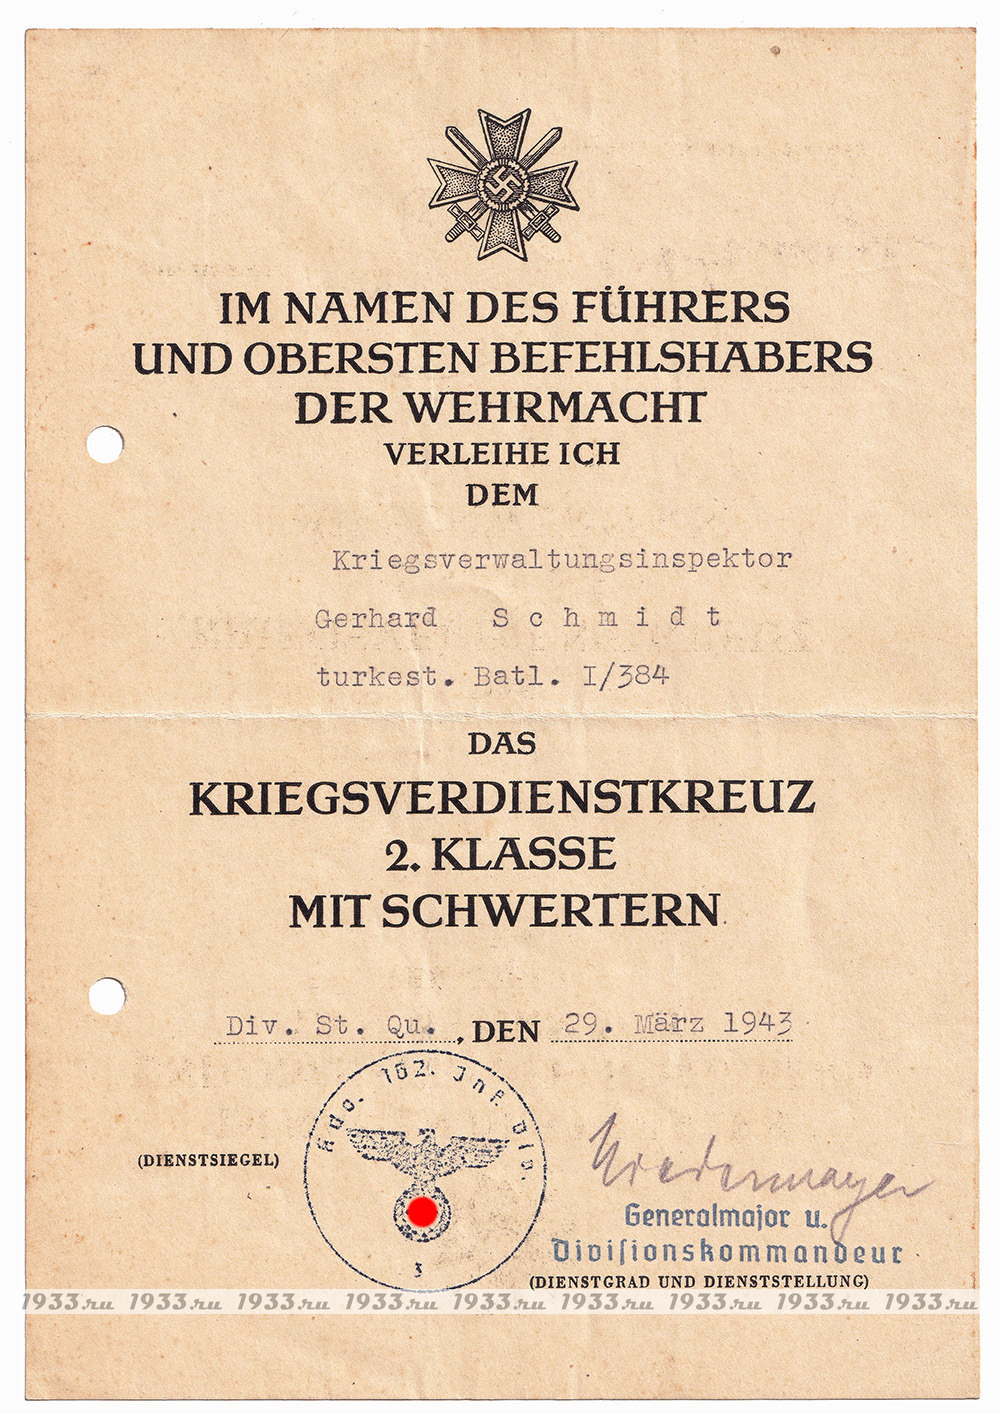 IM NAMEN DES FÜHRERS
UND OBERSTEN BEFEHLSHABERS
DER WEHRMACHT
VERLEIHE ICH
DEM
Kriegsverwaltungsinspektor
Gerhard S c h m i d t
turkest. Batl. I/384
DAS
KRIEGSVERDIENSTKREUZ
2. KLASSE
MIT SCHWERTERN
Div. St. Qu. , DEN 29. März 1943
Kdo. 162. Inf. Div.
3
(DIENSTSIEGEL)
Niedermayer
Generalmajor u.
Divisionskommandeur
(DIENSTGRAD UND DIENSTSTELLUNG)
1933.ru 1933.ru 1933.ru 1933.ru 1933.ru 1933.ru 1933.ru 1933.ru 1933.ru